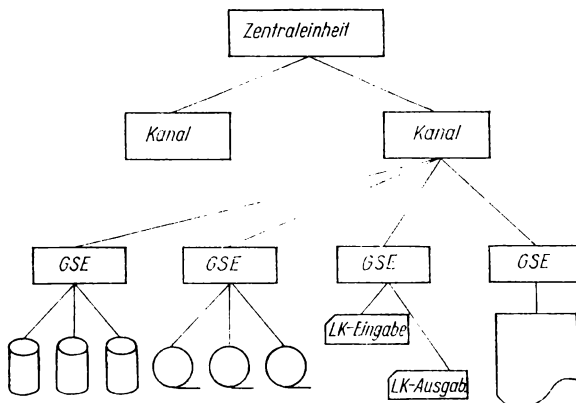 Zentraleinheit
Kanal
Kanal
GSE
GSE
GSE
GSE
LK-Eingabe
LK-Ausgab